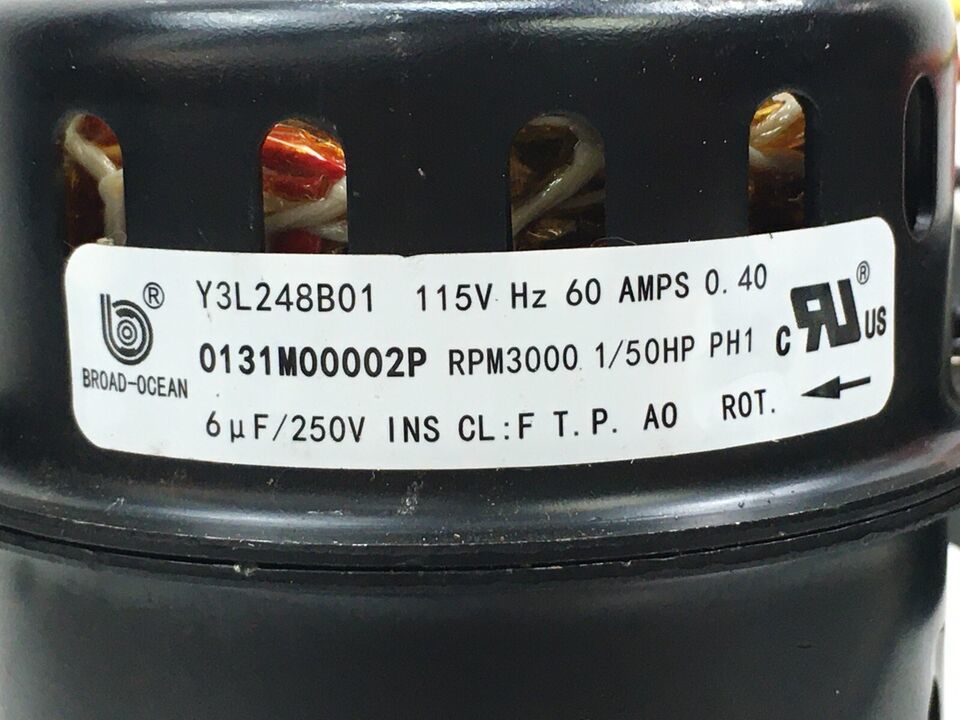 Y3L248B01 115V Hz 60 AMPS 0.40
0131M00002P RPM3000 1/50HP PH1
6µF/250V INS CL:F T.P. AO ROT.
b®
BROAD-OCEAN
c RU® US